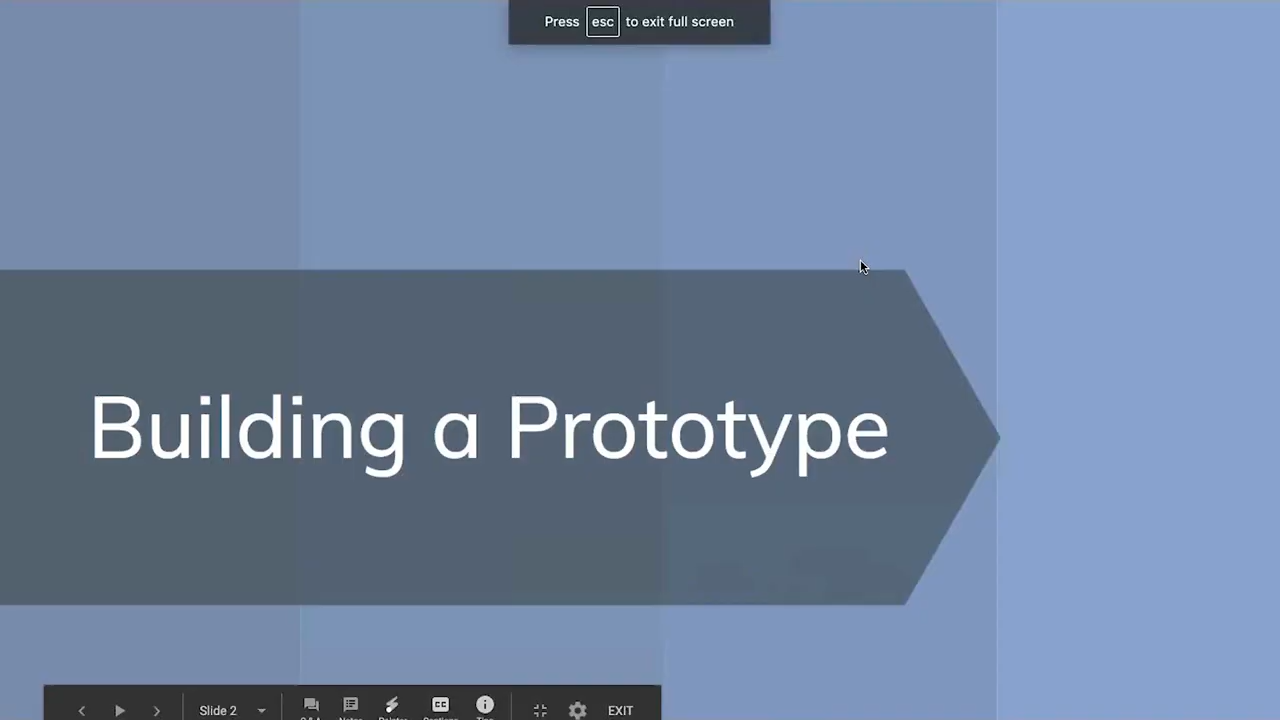 Press esc to exit full screen
Building a Prototype
Slide 2
EXIT